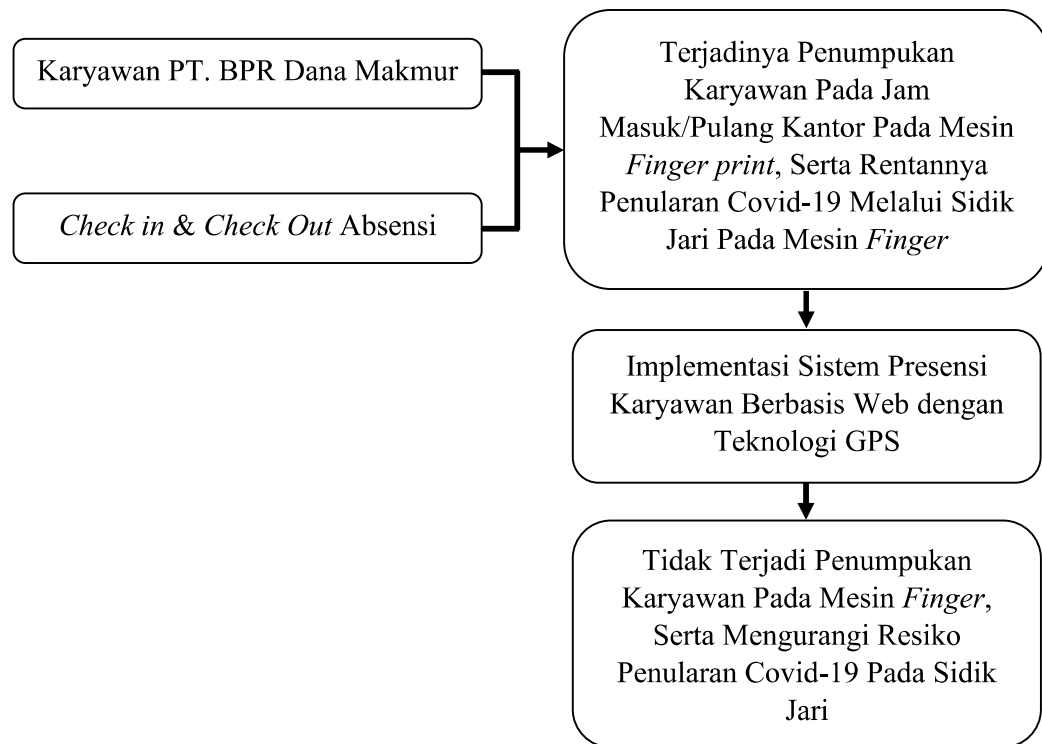 Karyawan PT. BPR Dana Makmur
Check in & Check Out Absensi
Terjadinya Penumpukan
Karyawan Pada Jam
Masuk/Pulang Kantor Pada Mesin
Finger print, Serta Rentannya
Penularan Covid-19 Melalui Sidik
Jari Pada Mesin Finger
Implementasi Sistem Presensi
Karyawan Berbasis Web dengan
Teknologi GPS
Tidak Terjadi Penumpukan
Karyawan Pada Mesin Finger,
Serta Mengurangi Resiko
Penularan Covid-19 Pada Sidik
Jari